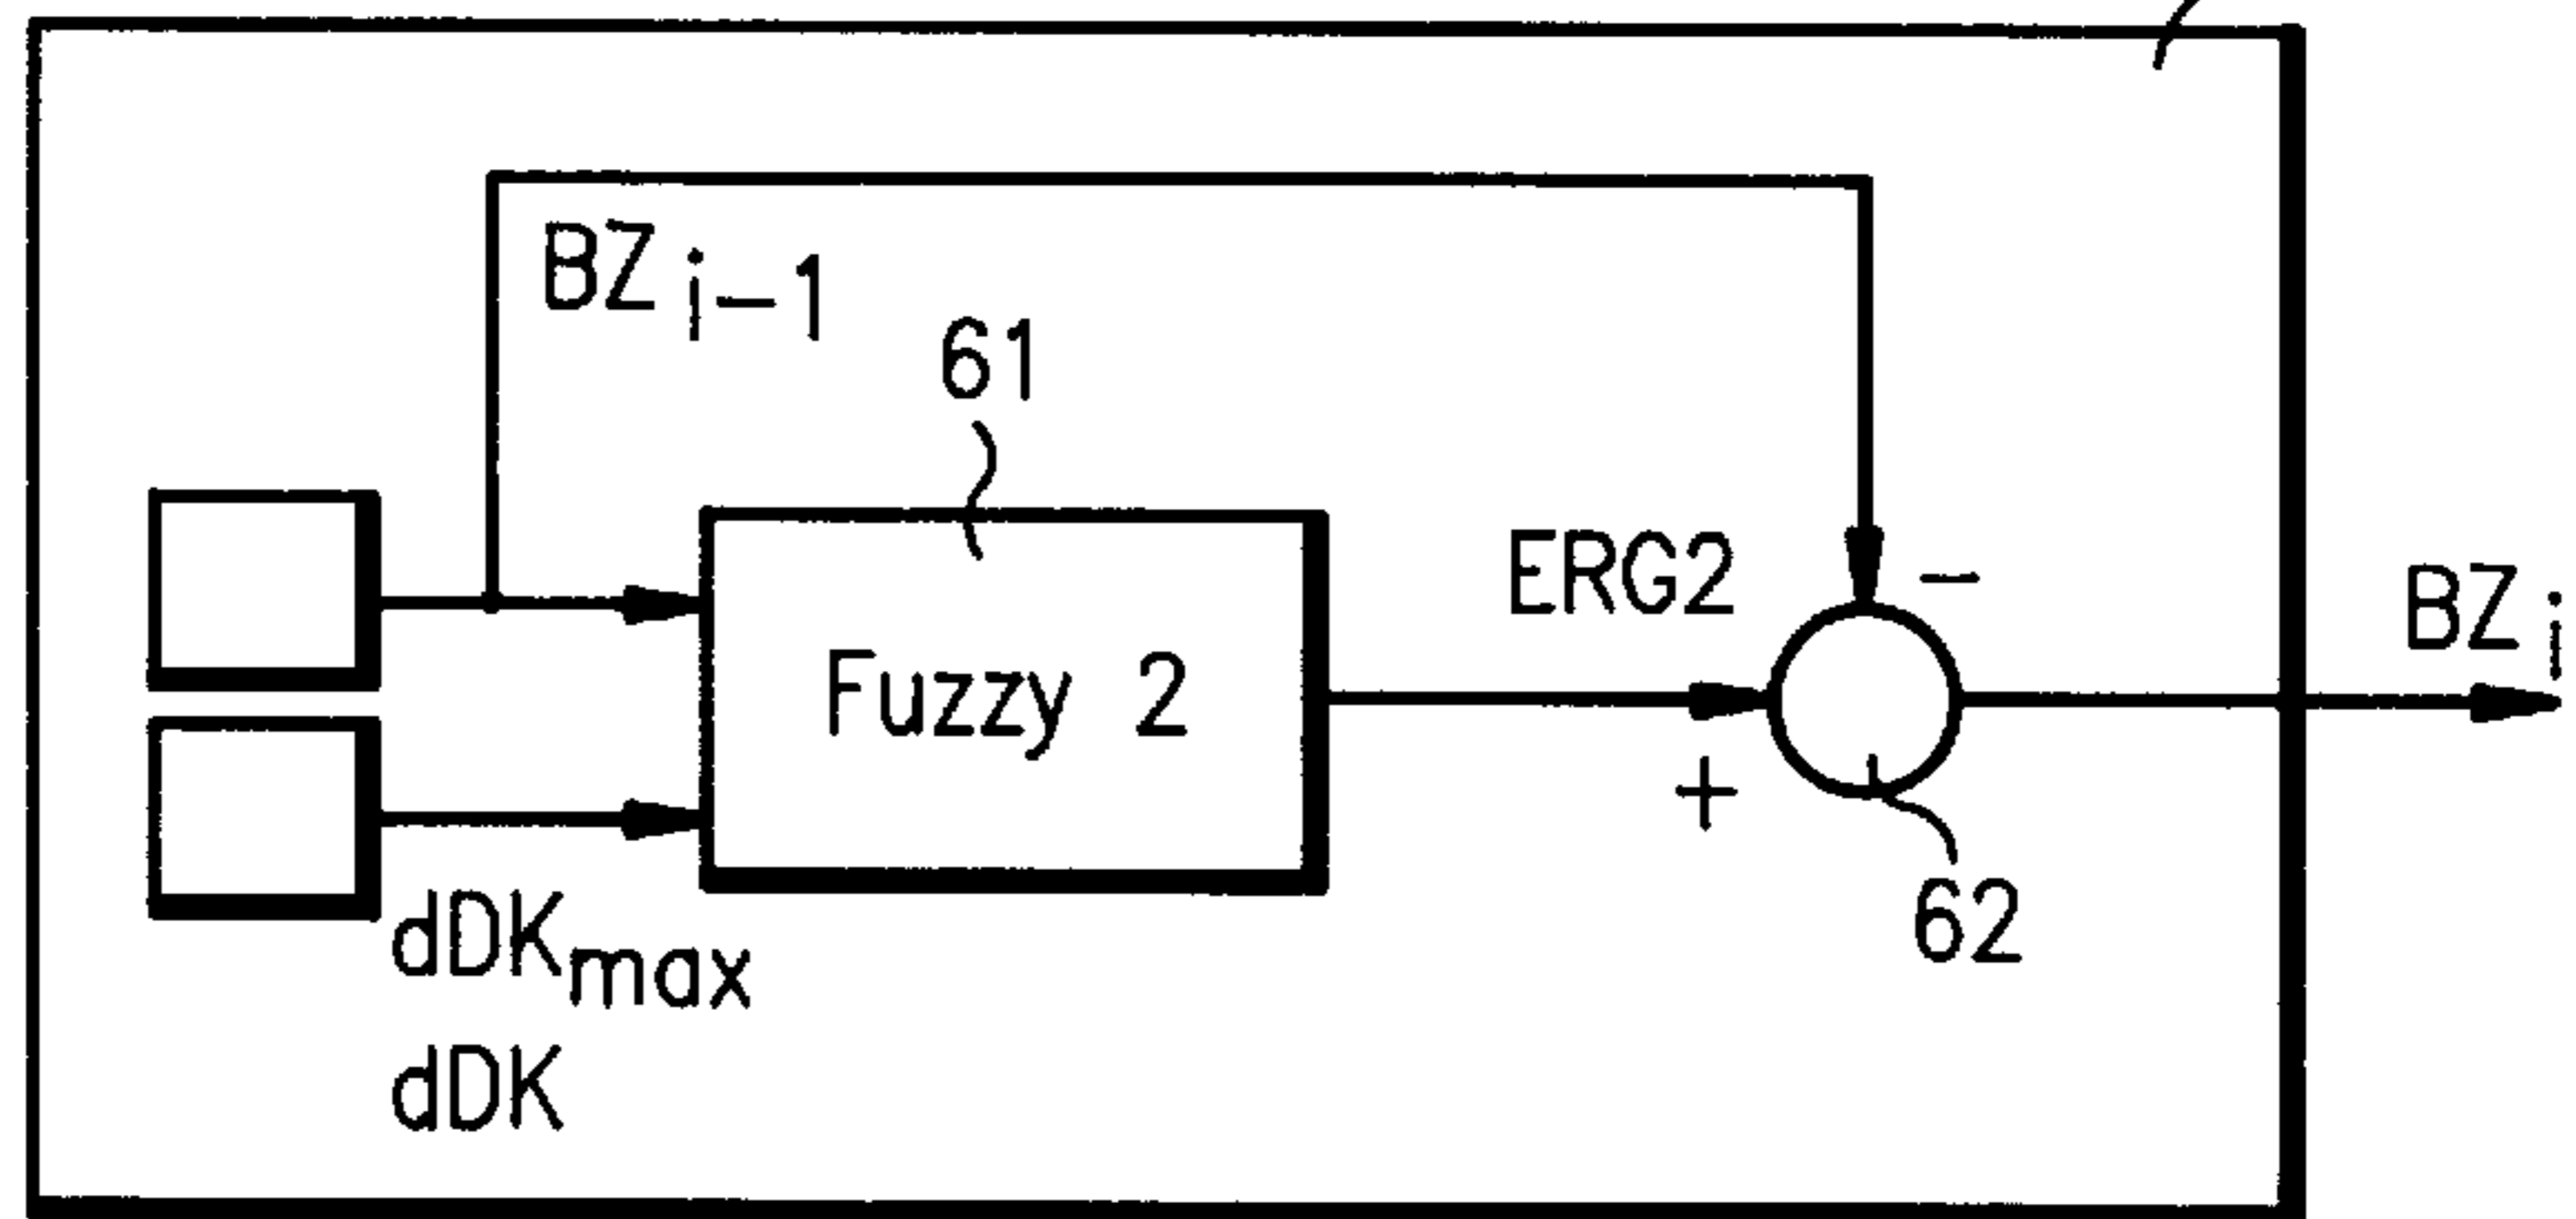 BZ i-1
61
ERG2
-
BZ i
Fuzzy 2
+
62
dDKmax
dDK